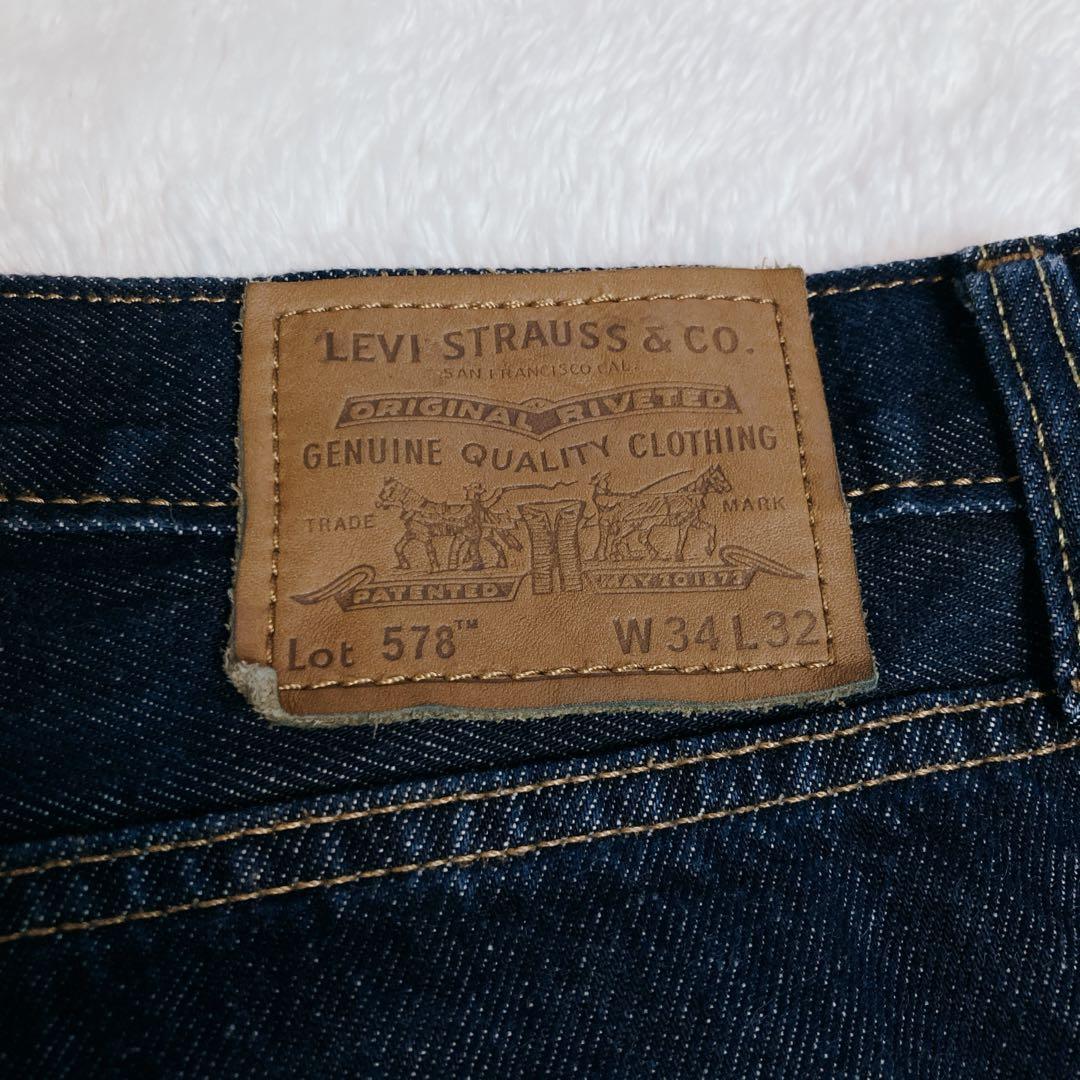 LEVI STRAUSS & CO.
SAN FRANCISCO CAL.
ORIGINAL RIVETED
GENUINE QUALITY CLOTHING
TRADE MARK
PATENTED MAY 20 1873
Lot 578™ W34 L32